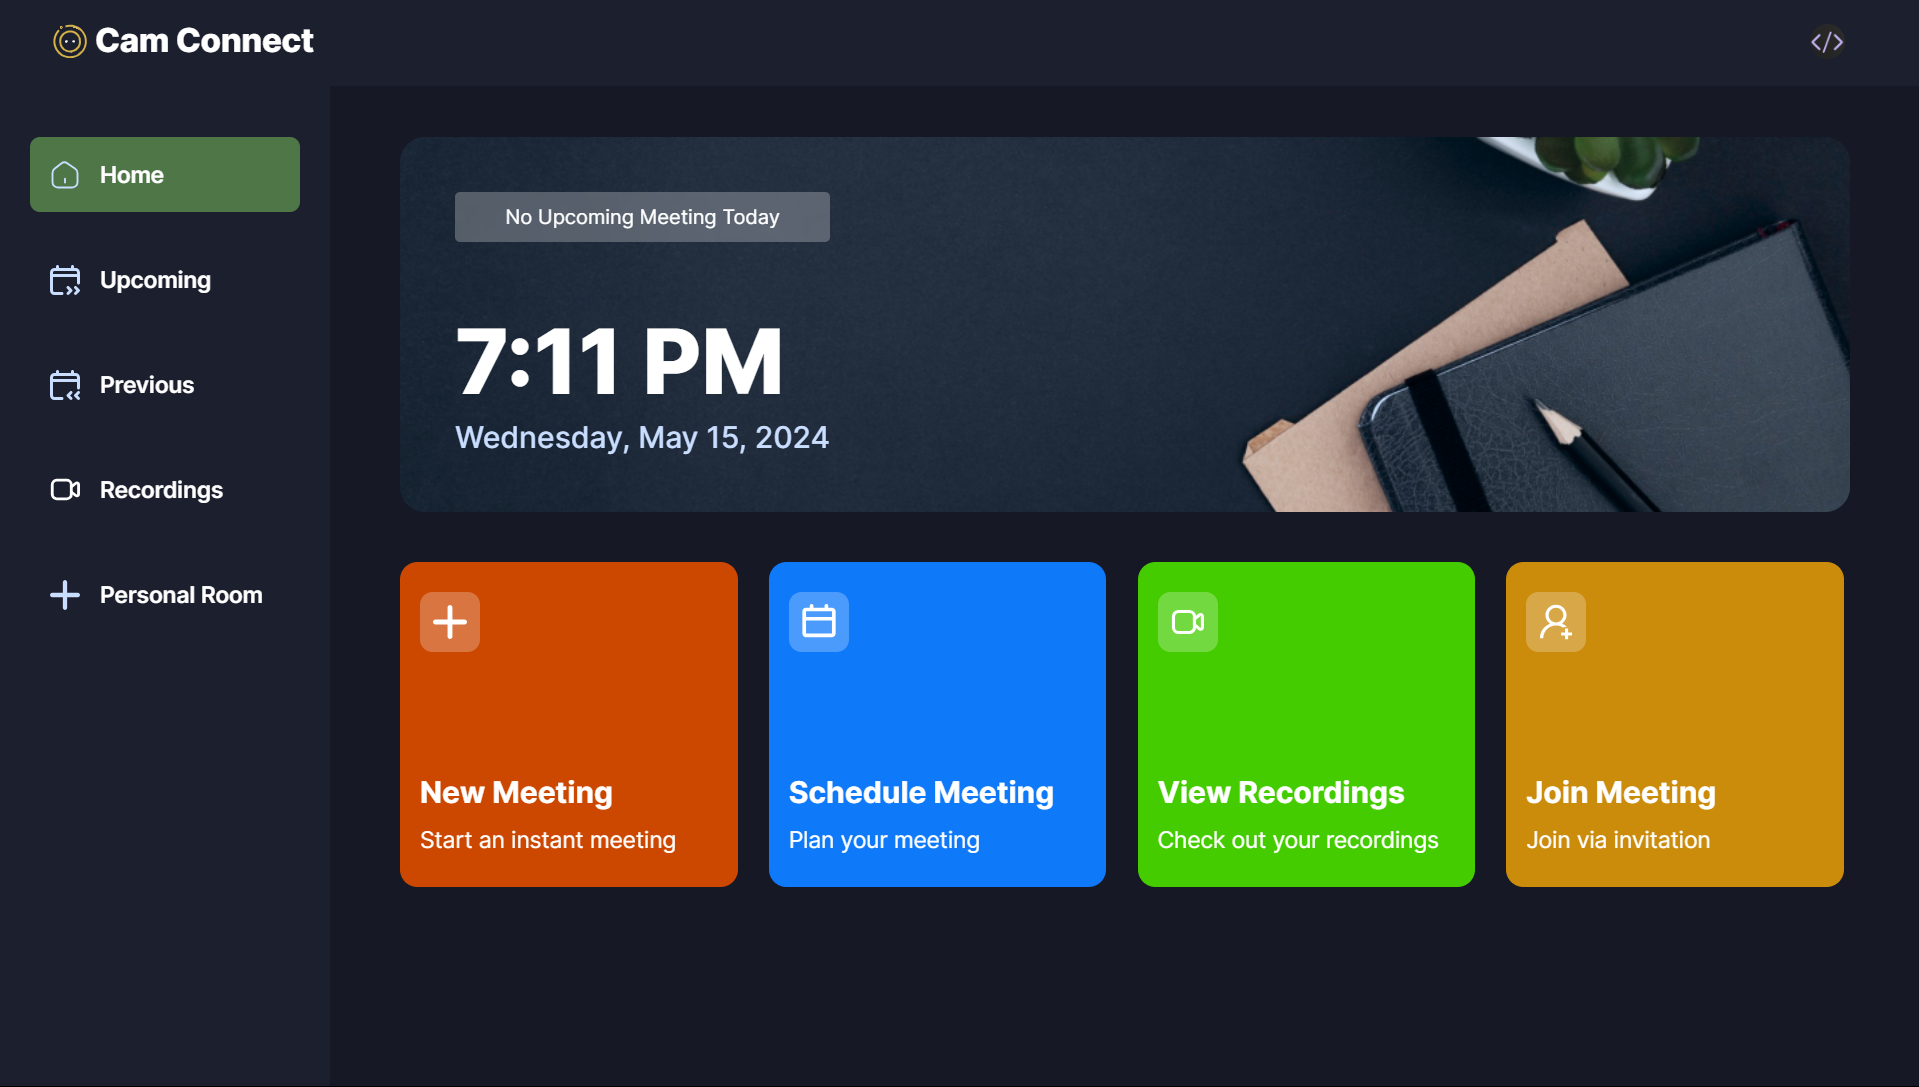 Cam Connect
Home
Upcoming
Previous
Recordings
Personal Room
No Upcoming Meeting Today
7:11 PM
Wednesday, May 15, 2024
New Meeting
Start an instant meeting
Schedule Meeting
Plan your meeting
View Recordings
Check out your recordings
Join Meeting
Join via invitation